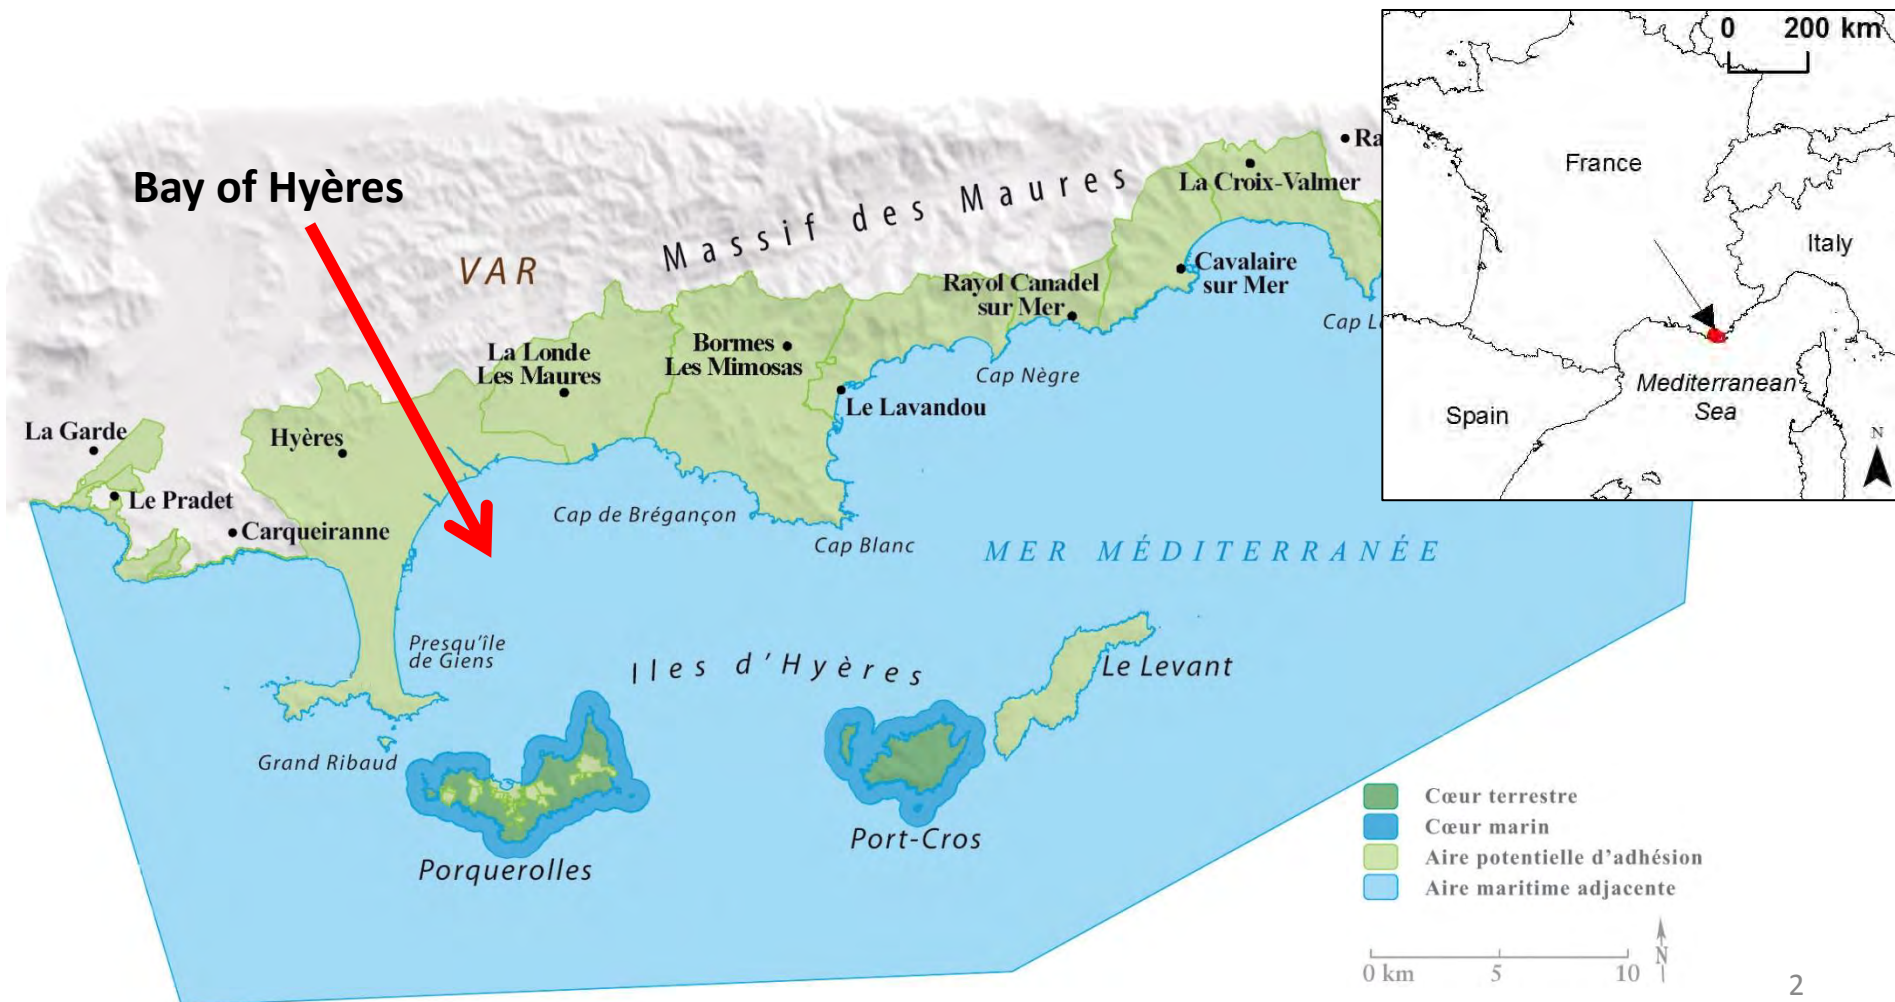 Bay of Hyères
VAR
Massif des Maures
La Croix-Valmer
Ra
Cavalaire
sur Mer
Rayol Canadel
sur Mer
Cap L
Cap Nègre
Bormes
Les Mimosas
La Londe
Les Maures
Le Lavandou
La Garde
Hyères
Le Pradet
Carqueiranne
Cap de Brégançon
Cap Blanc
MER MÉDITERRANÉE
Presqu'île
de Giens
Iles d'Hyères
Le Levant
Grand Ribaud
Porquerolles
Port-Cros
0 200 km
France
Italy
Mediterranean
Sea
Spain
N
Cœur terrestre
Cœur marin
Aire potentielle d'adhésion
Aire maritime adjacente
N
0 km 5 10
2